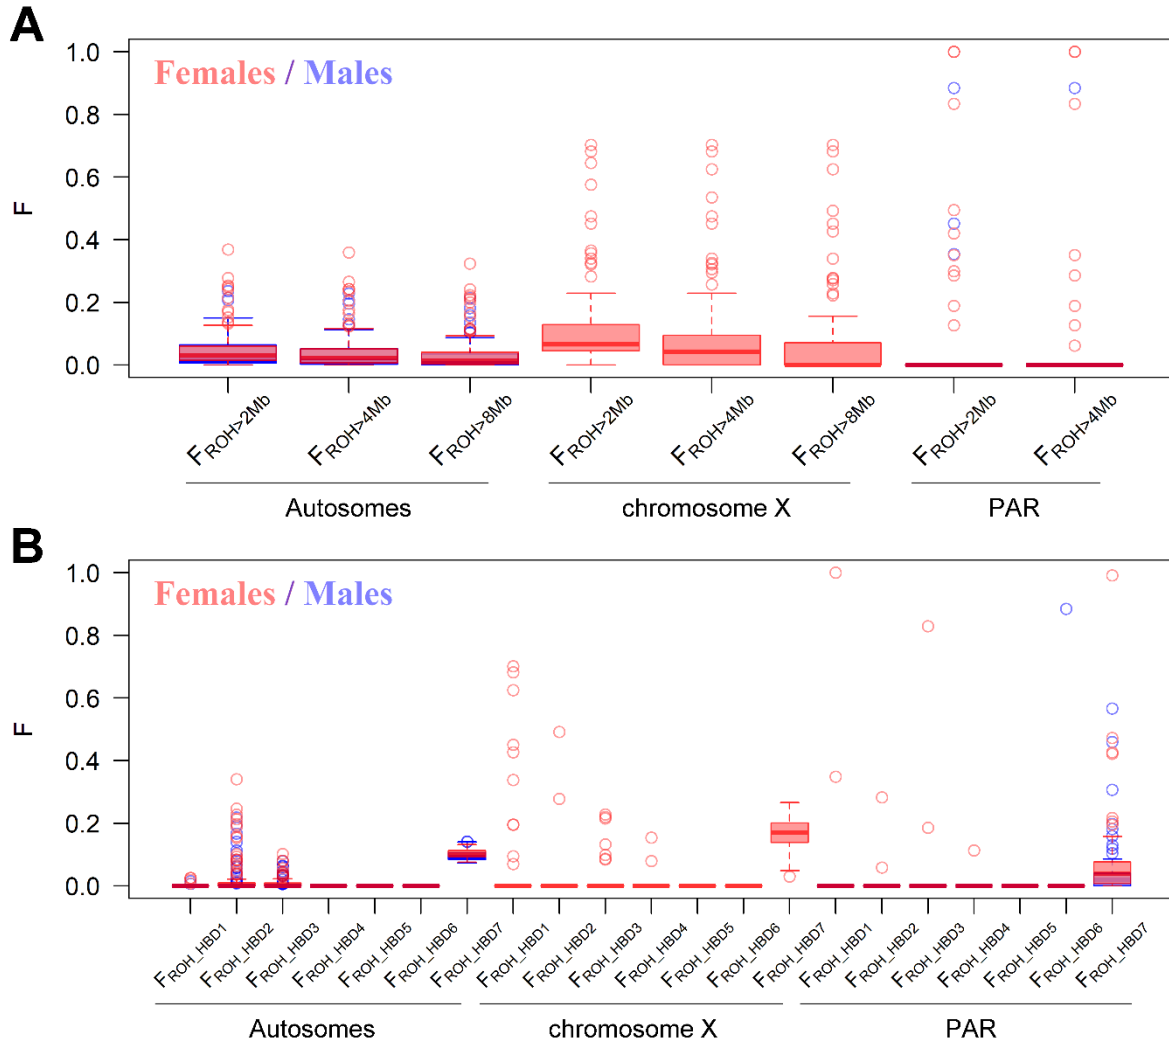 A
Females / Males
1.0
0.8
0.6
0.4
0.2
0.0
F
FROH>2Mb FROH>4Mb FROH>8Mb FROH>2Mb FROH>4Mb FROH>8Mb FROH>2Mb FROH>4Mb
Autosomes chromosome X PAR
B
Females / Males
1.0
0.8
0.6
0.4
0.2
0.0
F
FROH_HBD1 FROH_HBD2 FROH_HBD3 FROH_HBD4 FROH_HBD5 FROH_HBD6 FROH_HBD7 FROH_HBD1 FROH_HBD2 FROH_HBD3 FROH_HBD4 FROH_HBD5 FROH_HBD6 FROH_HBD7 FROH_HBD1 FROH_HBD2 FROH_HBD3 FROH_HBD4 FROH_HBD5 FROH_HBD6 FROH_HBD7
Autosomes chromosome X PAR